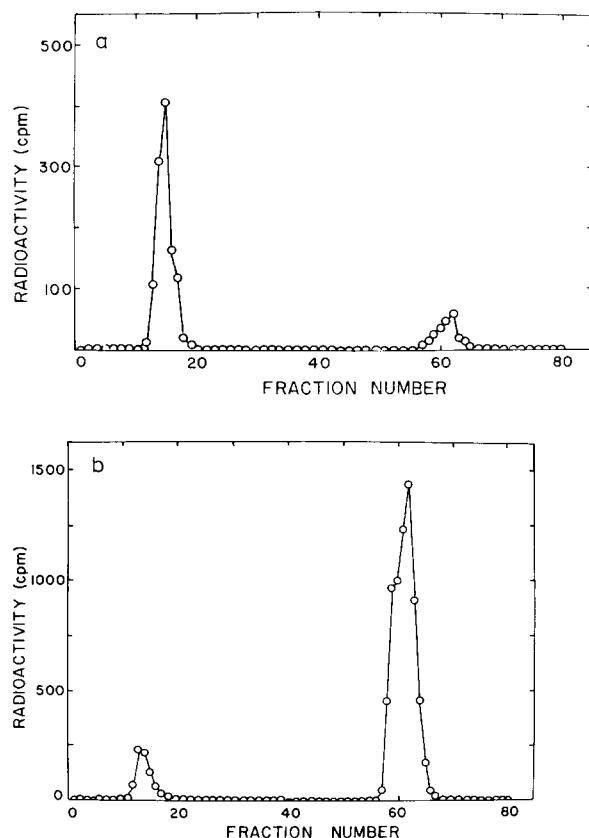 a
500
300
100
RADIOACTIVITY (cpm)
0 20 40 60 80
FRACTION NUMBER
b
1500
1000
500
0
RADIOACTIVITY (cpm)
0 20 40 60 80
FRACTION NUMBER